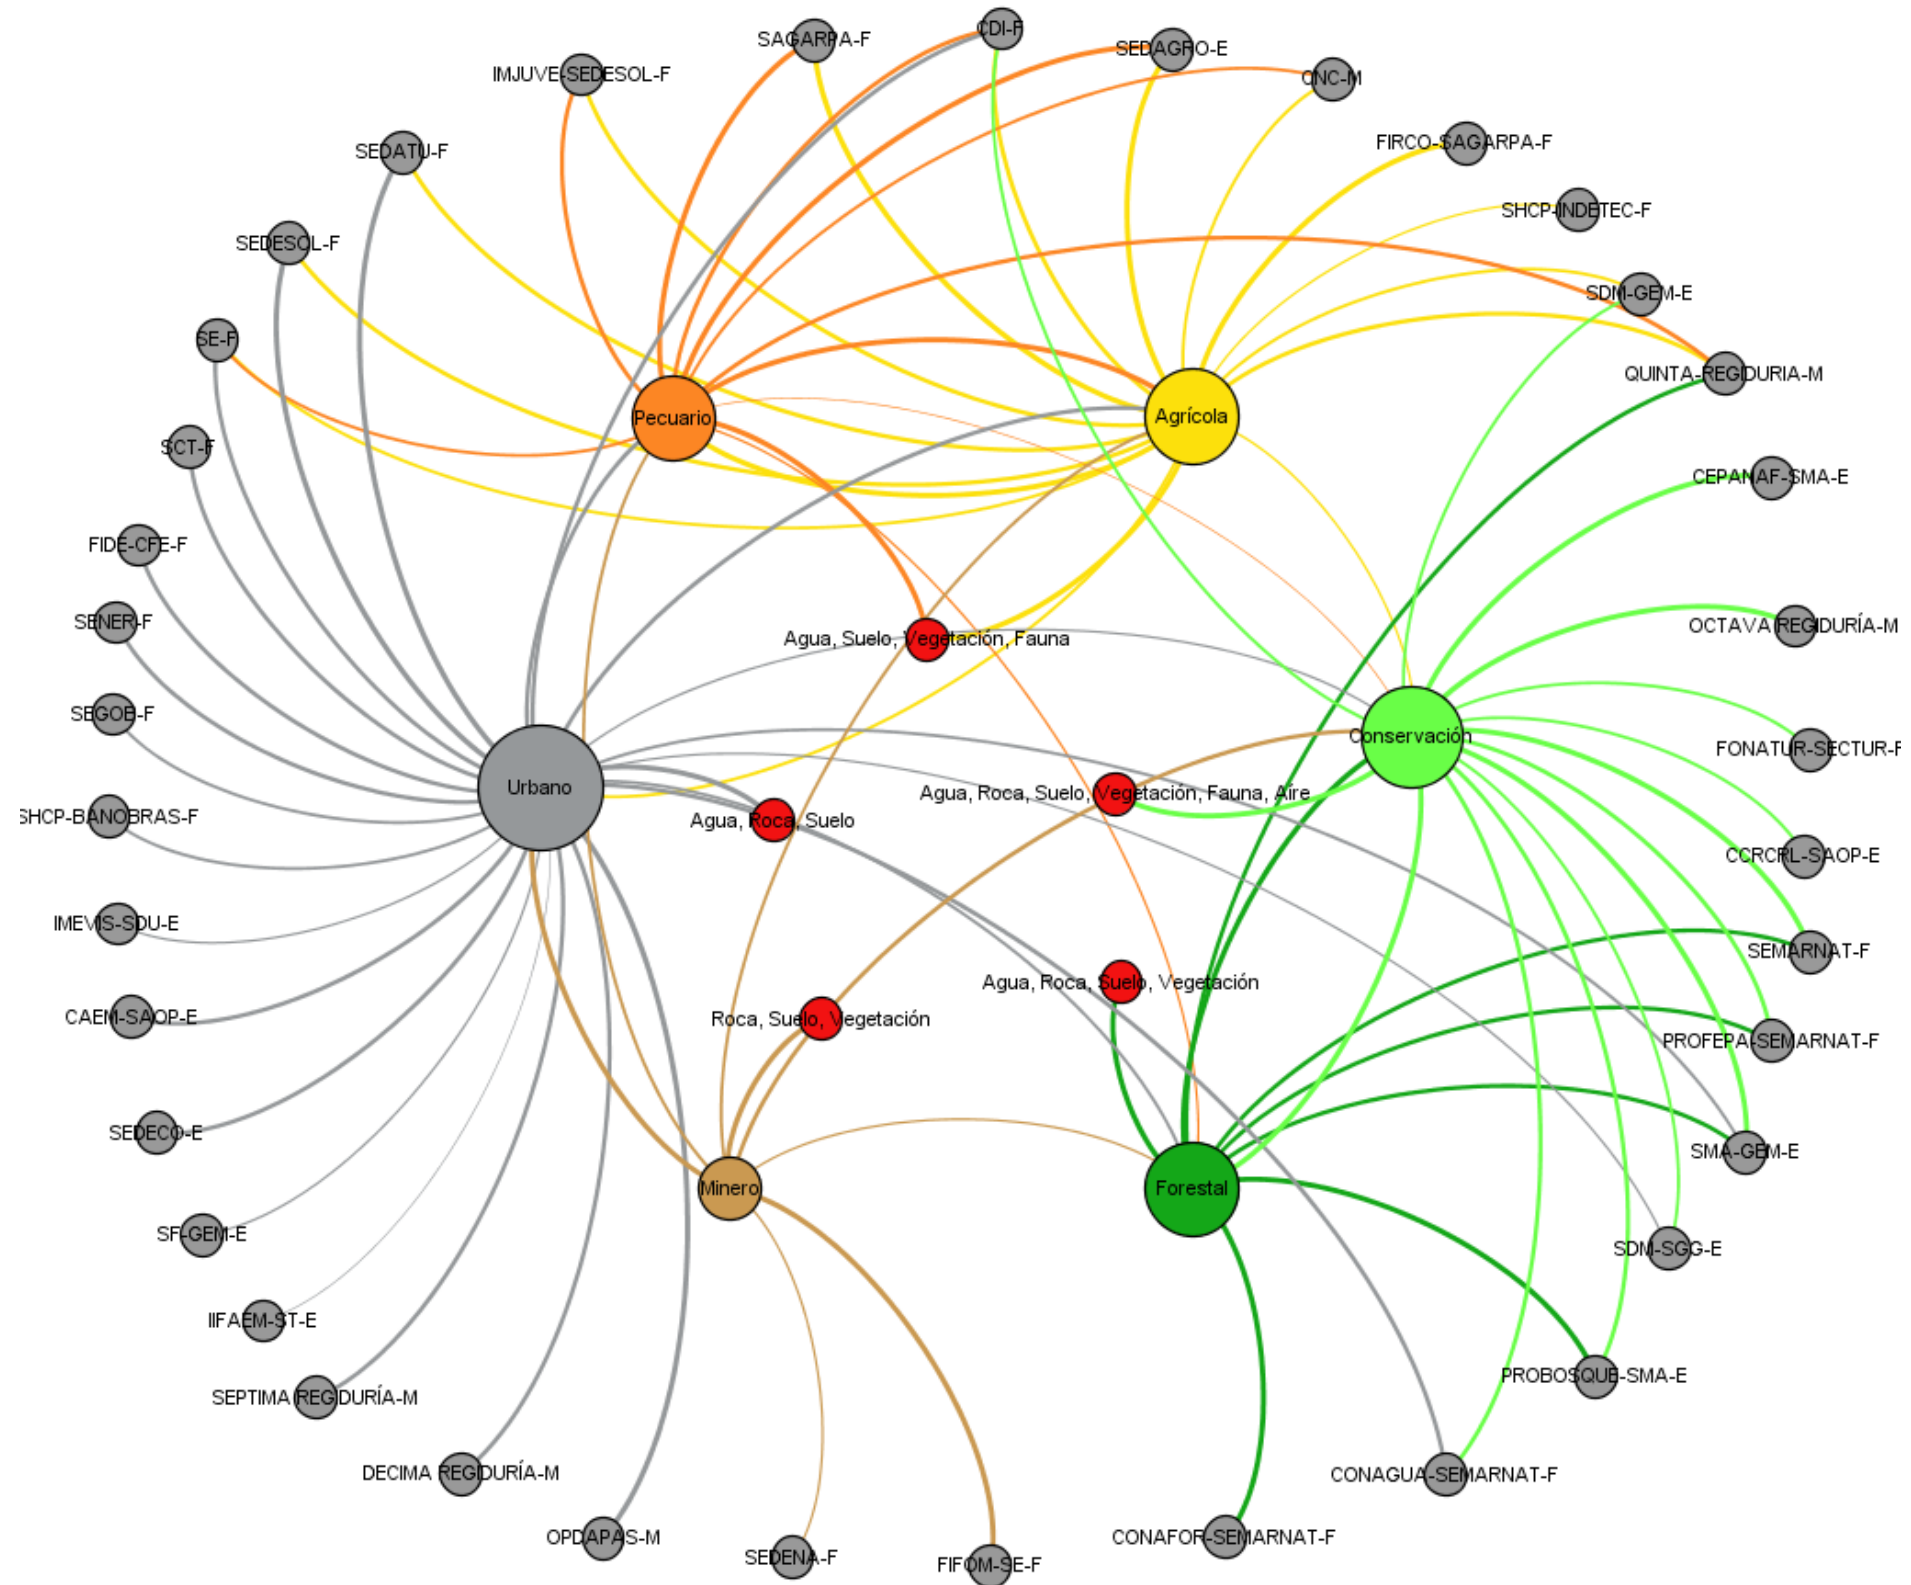 CDI-F
SAGARPA-F
SEDAGRO-E
IMJUVE-SEDESOL-F
CNC-M
FIRCO-SAGARPA-F
SEDATU-F
SHCP-INDETEC-F
SEDESOL-F
SDM-GEM-E
SE-F
QUINTA-REGIDURIA-M
Pecuario
Agrícola
SCT-F
CEPANAF-SMA-E
FIDE-CFE-F
SENER-F
OCTAVA REGIDURÍA-M
Agua, Suelo, Vegetación, Fauna
SEGOB-F
Conservación
FONATUR-SECTUR-F
Urbano
Agua, Roca, Suelo, Vegetación, Fauna, Aire
SHCP-BANOBRAS-F
Agua, Roca, Suelo
CCRCRL-SAOP-E
IMEVIS-SDU-E
SEMARNAT-F
Agua, Roca, Suelo, Vegetación
CAEM-SAOP-E
Roca, Suelo, Vegetación
PROFEPA-SEMARNAT-F
SEDECO-E
SMA-GEM-E
Minero
Forestal
SF-GEM-E
SDM-SGG-E
IIFAEM-ST-E
PROBOSQUE-SMA-E
SEPTIMA REGIDURÍA-M
DECIMA REGIDURÍA-M
CONAGUA-SEMARNAT-F
OPDAPAS-M
CONAFOR-SEMARNAT-F
SEDENA-F
FIFOM-SE-F